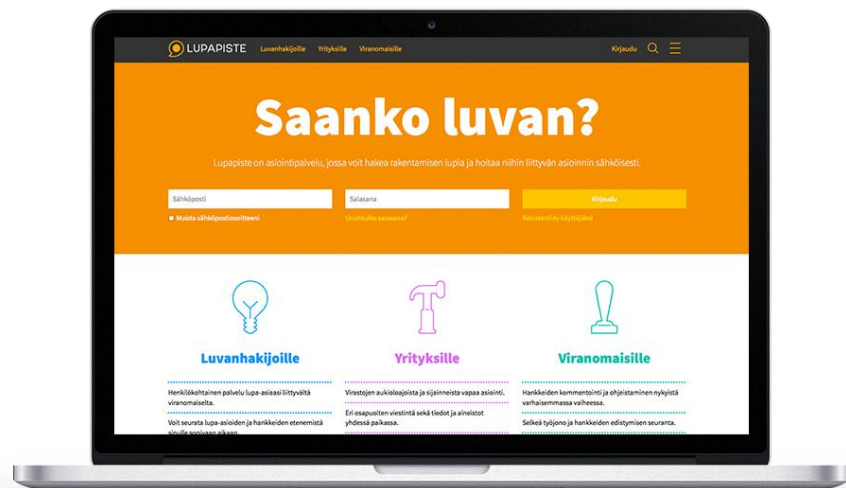 LUPAPISTE Luvanhakijoille Yrityksille Viranomaisille Kirjaudu
Saanko luvan?
Lupapiste on asiointipalvelu, jossa voit hakea rakentamisen lupia ja hoitaa niihin liittyvän asioinnin sähköisesti.
Sähköposti Salasana Kirjaudu
Muista sähköpostiosoitteeni Unohtuiko salasana? Rekisteröidy käyttäjäksi
Luvanhakijoille
Henkilökohtainen palvelu lupa-asiaasi liittyvältä
viranomaiselta.
Voit seurata lupa-asioiden ja hankkeiden etenemistä
sinulle sopivaan aikaan.
Yrityksille
Virastojen aukioloajoista ja sijainneista vapaa asiointi.
Eri osapuolten viestintä sekä tiedot ja aineistot
yhdessä paikassa.
Viranomaisille
Hankkeiden kommentointi ja ohjeistaminen nykyistä
varhaisemmassa vaiheessa.
Selkeä työjono ja hankkeiden edistymisen seuranta.